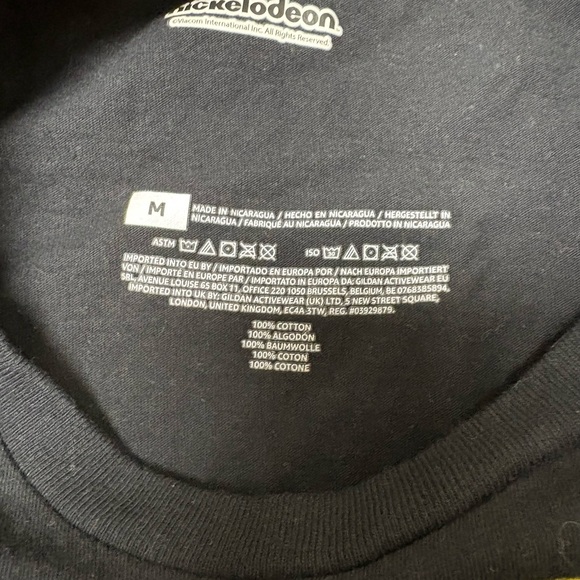 nickelodeon.
©Viacom International Inc. All Rights Reserved.
M
MADE IN NICARAGUA / HECHO EN NICARAGUA / HERGESTELLT IN
NICARAGUA / FABRIQUÉ AU NICARAGUA / PRODOTTO IN NICARAGUA
ASTM ISO
IMPORTED INTO EU BY / IMPORTADO EN EUROPA POR / NACH EUROPA IMPORTIERT
VON / IMPORTÉ EN EUROPE PAR / IMPORTATO IN EUROPA DA: GILDAN ACTIVEWEAR EU
SRL, AVENUE LOUISE 65 BOX 11, OFFICE 220 1050 BRUSSELS, BELGIUM, BE 0768385894,
IMPORTED INTO UK BY: GILDAN ACTIVEWEAR (UK) LTD, 5 NEW STREET SQUARE,
LONDON, UNITED KINGDOM, EC4A 3TW, REG. #03929879.
100% COTTON
100% ALGODÓN
100% BAUMWOLLE
100% COTON
100% COTONE